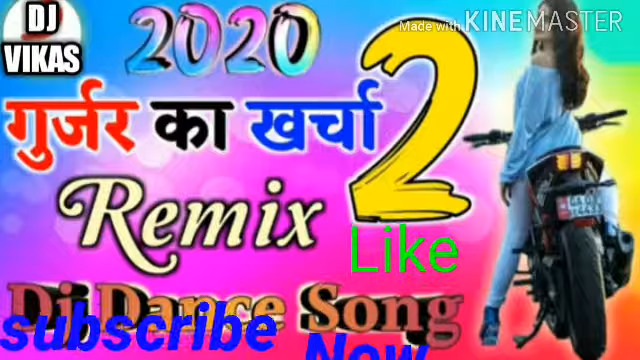 DJ
VIKAS
2020
Made with KINEMASTER
गुर्जर का खर्चा 2
Remix
Like
Dj Dance Song
subscribe Now